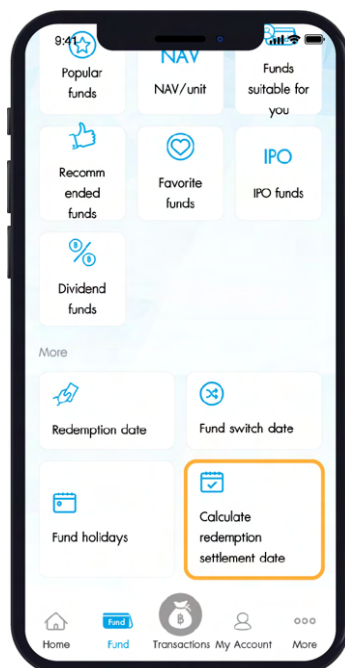 9:41
Popular
funds
NAV
NAV/unit
Funds
suitable for
you
Recomm
ended
funds
Favorite
funds
IPO
IPO funds
Dividend
funds
More
Redemption date
Fund switch date
Fund holidays
Calculate
redemption
settlement date
Fund
฿
Home
Fund
Transactions
My Account
More